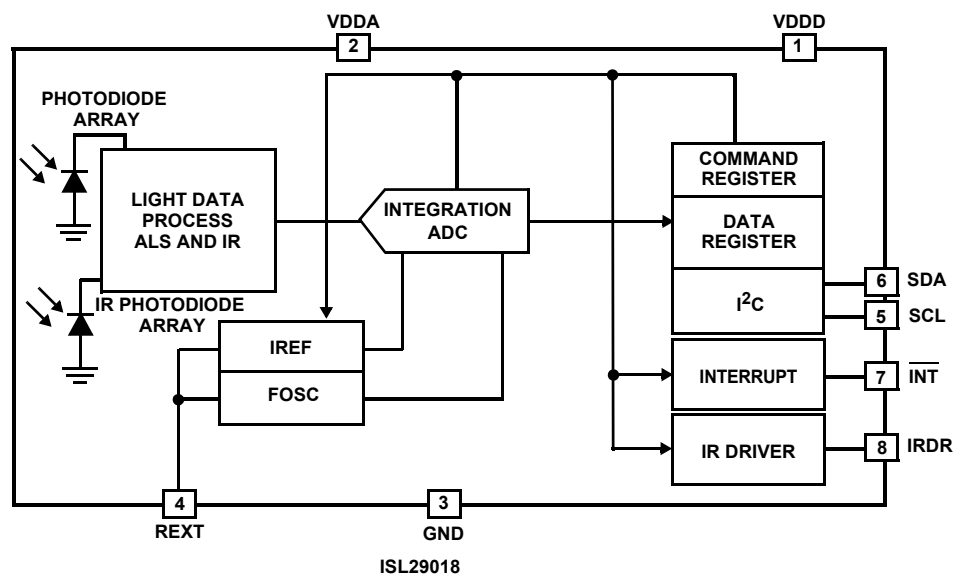 VDDA
VDDD
2
1
PHOTODIODE
ARRAY
LIGHT DATA
PROCESS
ALS AND IR
INTEGRATION
ADC
COMMAND
REGISTER
DATA
REGISTER
I²C
6 SDA
5 SCL
IR PHOTODIODE
ARRAY
IREF
FOSC
INTERRUPT
7 INT
IR DRIVER
8 IRDR
4
REXT
3
GND
ISL29018